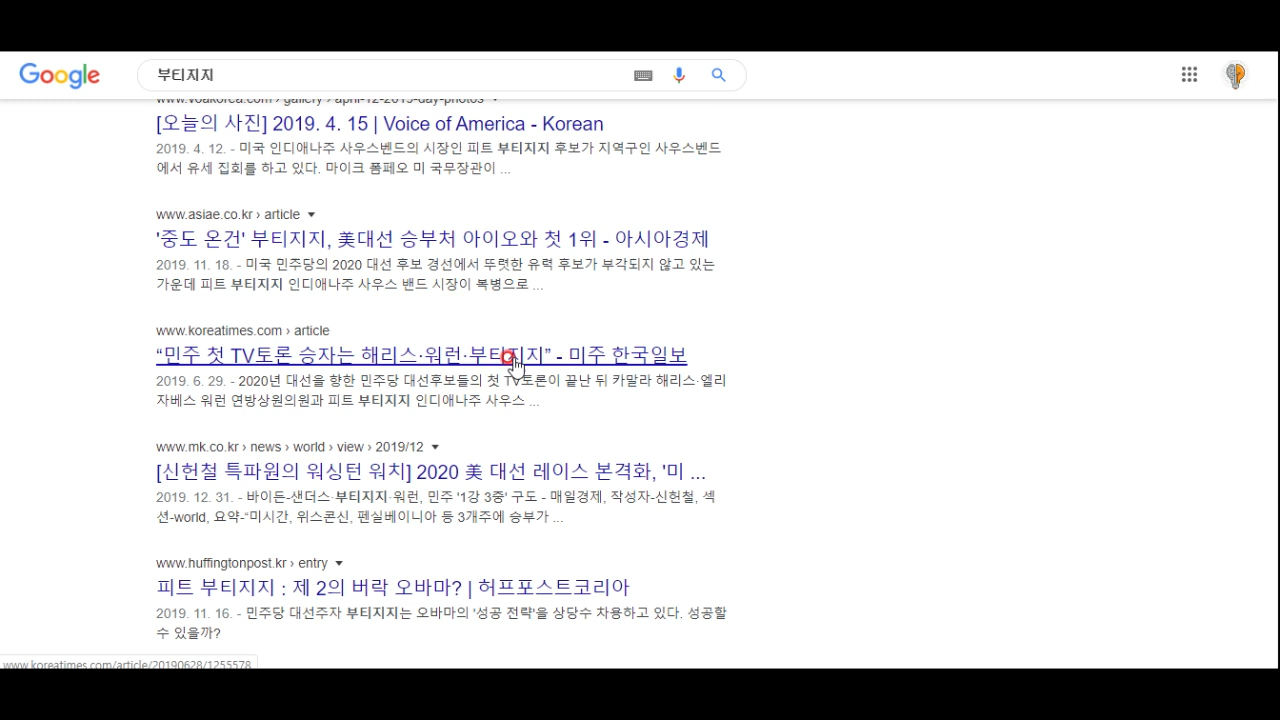 Google
부티지지
www.voakorea.com › gallery › april-12-2019-day-photos
[오늘의 사진] 2019. 4. 15 | Voice of America - Korean
2019. 4. 12. - 미국 인디애나주 사우스벤드의 시장인 피트 부티지지 후보가 지역구인 사우스벤드
에서 유세 집회를 하고 있다. 마이크 폼페오 미 국무장관이 ...
www.asiae.co.kr › article
'중도 온건' 부티지지, 美대선 승부처 아이오와 첫 1위 - 아시아경제
2019. 11. 18. - 미국 민주당의 2020 대선 후보 경선에서 뚜렷한 유력 후보가 부각되지 않고 있는
가운데 피트 부티지지 인디애나주 사우스 밴드 시장이 복병으로 ...
www.koreatimes.com › article
“민주 첫 TV토론 승자는 해리스·워런·부티지지” - 미주 한국일보
2019. 6. 29. - 2020년 대선을 향한 민주당 대선후보들의 첫 TV토론이 끝난 뒤 카말라 해리스·엘리
자베스 워런 연방상원의원과 피트 부티지지 인디애나주 사우스 ...
www.mk.co.kr › news › world › view › 2019/12
[신헌철 특파원의 워싱턴 워치] 2020 美 대선 레이스 본격화, '미 ...
2019. 12. 31. - 바이든-샌더스·부티지지·워런, 민주 '1강 3중' 구도 - 매일경제, 작성자-신헌철, 섹
션-world, 요약-“미시간, 위스콘신, 펜실베이니아 등 3개주에 승부가 ...
www.huffingtonpost.kr › entry
피트 부티지지 : 제 2의 버락 오바마? | 허프포스트코리아
2019. 11. 16. - 민주당 대선주자 부티지지는 오바마의 '성공 전략'을 상당수 차용하고 있다. 성공할
수 있을까?
www.koreatimes.com/article/20190628/1255578